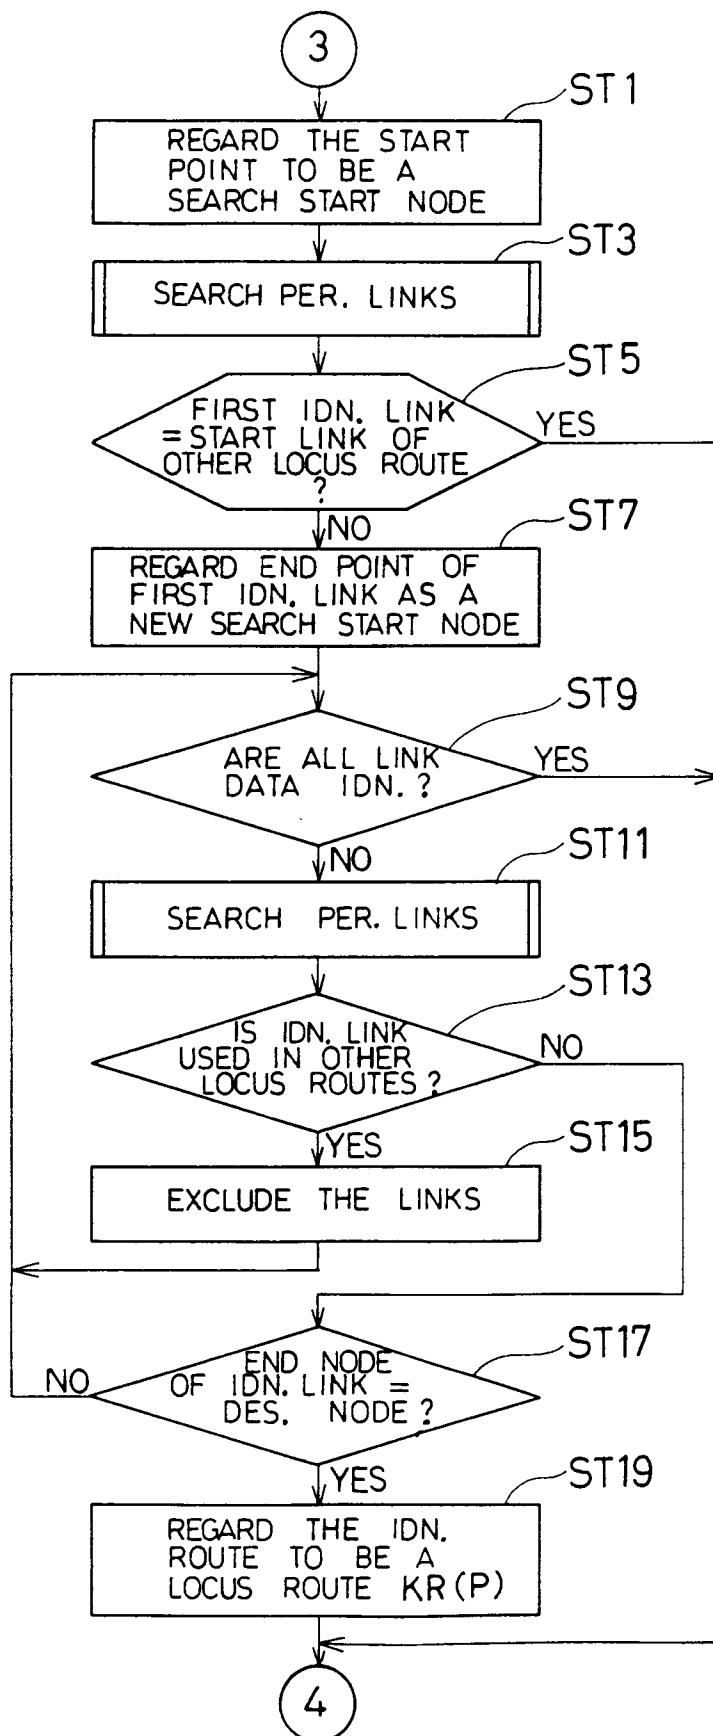 3
ST1
REGARD THE START
POINT TO BE A
SEARCH START NODE
ST3
SEARCH PER. LINKS
ST5
FIRST IDN. LINK
=START LINK OF
OTHER LOCUS ROUTE
?
YES
NO
ST7
REGARD END POINT OF
FIRST IDN. LINK AS A
NEW SEARCH START NODE
ST9
ARE ALL LINK
DATA IDN.?
YES
NO
ST11
SEARCH PER. LINKS
ST13
IS IDN. LINK
USED IN OTHER
LOCUS ROUTES?
NO
YES
ST15
EXCLUDE THE LINKS
ST17
END NODE
OF IDN. LINK =
DES. NODE?
NO
YES
ST19
REGARD THE IDN.
ROUTE TO BE A
LOCUS ROUTE KR(P)
4